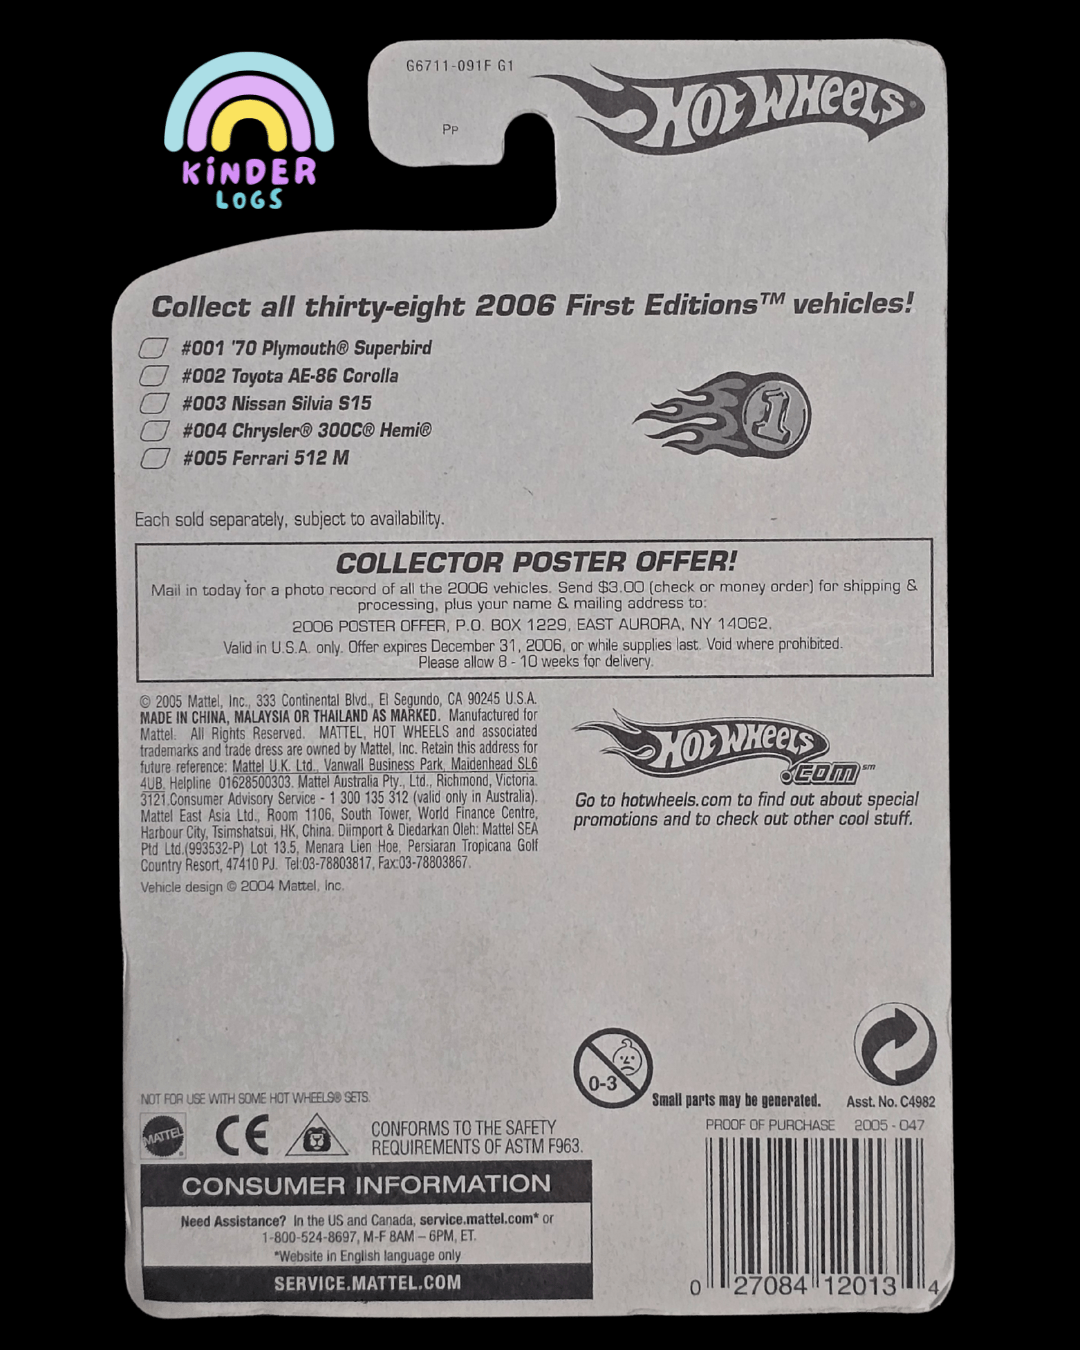 KiNDER
LOGS
G6711-091F G1
PP
HOT WHEELS®
Collect all thirty-eight 2006 First Editions™ vehicles!
#001 '70 Plymouth® Superbird
#002 Toyota AE-86 Corolla
#003 Nissan Silvia S15
#004 Chrysler® 300C® Hemi®
#005 Ferrari 512 M
1
Each sold separately, subject to availability.
COLLECTOR POSTER OFFER!
Mail in today for a photo record of all the 2006 vehicles. Send $3.00 (check or money order) for shipping &
processing, plus your name & mailing address to:
2006 POSTER OFFER, P.O. BOX 1229, EAST AURORA, NY 14062.
Valid in U.S.A. only. Offer expires December 31, 2006, or while supplies last. Void where prohibited.
Please allow 8 - 10 weeks for delivery.
© 2005 Mattel, Inc., 333 Continental Blvd., El Segundo, CA 90245 U.S.A.
MADE IN CHINA, MALAYSIA OR THAILAND AS MARKED. Manufactured for
Mattel. All Rights Reserved. MATTEL, HOT WHEELS and associated
trademarks and trade dress are owned by Mattel, Inc. Retain this address for
future reference: Mattel U.K. Ltd., Vanwall Business Park, Maidenhead SL6
4UB. Helpline 01628500303. Mattel Australia Pty., Ltd., Richmond, Victoria.
3121.Consumer Advisory Service - 1 300 135 312 (valid only in Australia).
Mattel East Asia Ltd., Room 1106, South Tower, World Finance Centre,
Harbour City, Tsimshatsui, HK, China. Diimport & Diedarkan Oleh: Mattel SEA
Ptd Ltd.(993532-P) Lot 13.5, Menara Lien Hoe, Persiaran Tropicana Golf
Country Resort, 47410 PJ. Tel:03-78803817, Fax:03-78803867.
Vehicle design © 2004 Mattel, Inc.
HOT WHEELS
.com℠
Go to hotwheels.com to find out about special
promotions and to check out other cool stuff.
0-3
Small parts may be generated.
Asst. No. C4982
NOT FOR USE WITH SOME HOT WHEELS® SETS.
MATTEL®
CE
CONFORMS TO THE SAFETY
REQUIREMENTS OF ASTM F963.
PROOF OF PURCHASE 2005 - 047
CONSUMER INFORMATION
Need Assistance? In the US and Canada, service.mattel.com* or
1-800-524-8697, M-F 8AM – 6PM, ET.
*Website in English language only
SERVICE.MATTEL.COM
0 27084 12013 4